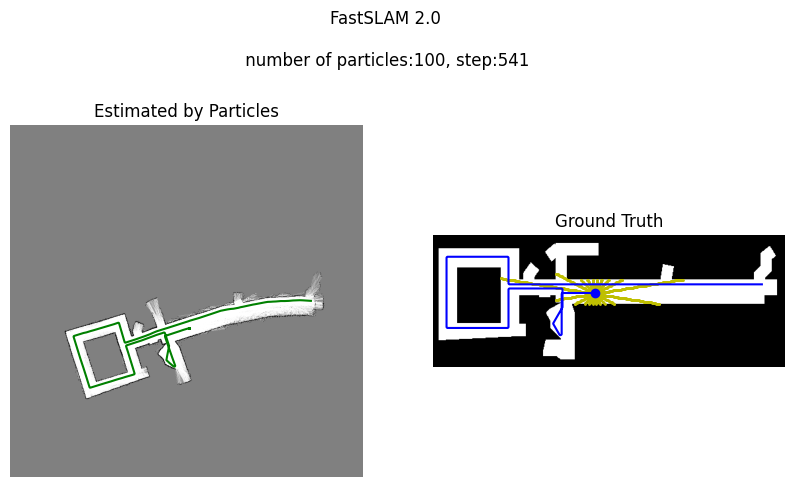 FastSLAM 2.0
number of particles:100, step:541
Estimated by Particles
Ground Truth